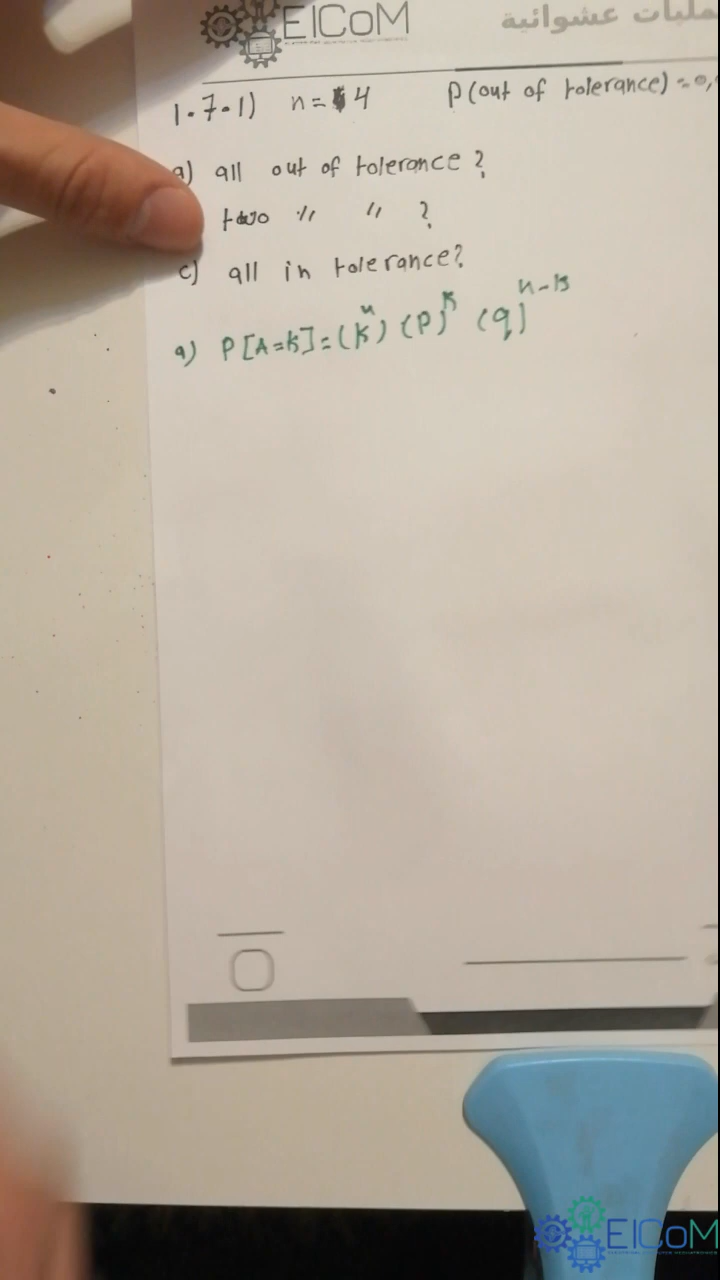 EICoM
عمليات عشوائية
1.7.1) n = 4 P(out of tolerance) = 0,
a) all out of tolerance ?
two " " ?
c) all in tolerance?
a) P[A=k] = (k^n) (P)^k (q)^n-k
EICoM